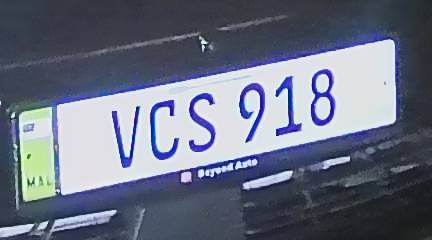 VCS 918
MAL
Beyond Auto